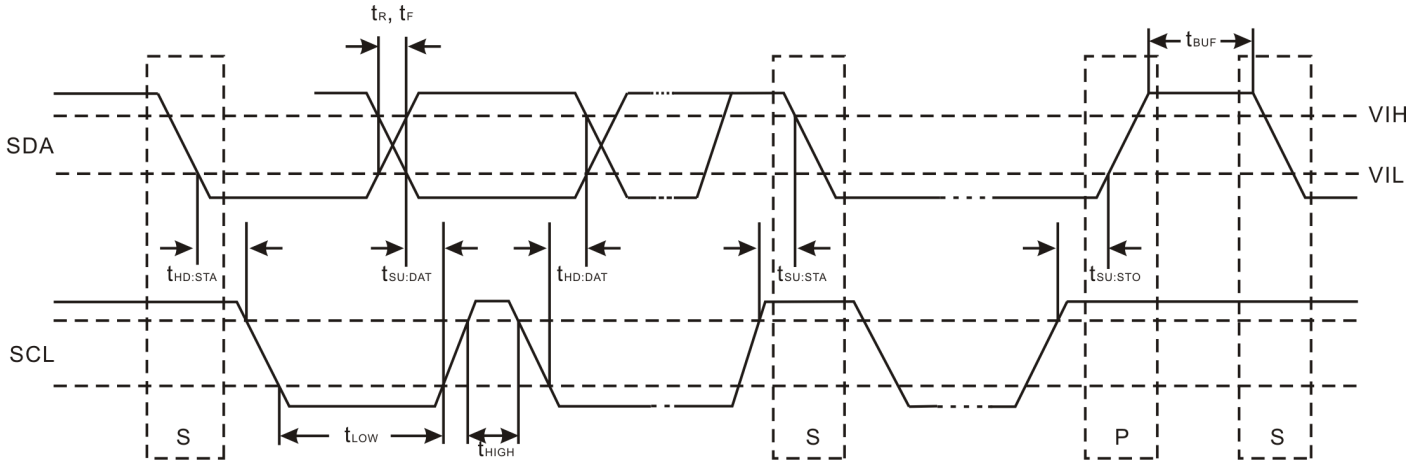 tR, tF
tBUF
VIH
SDA
VIL
tHD:STA
tSU:DAT
tHD:DAT
tSU:STA
tSU:STO
SCL
S
tLOW
tHIGH
S
P
S